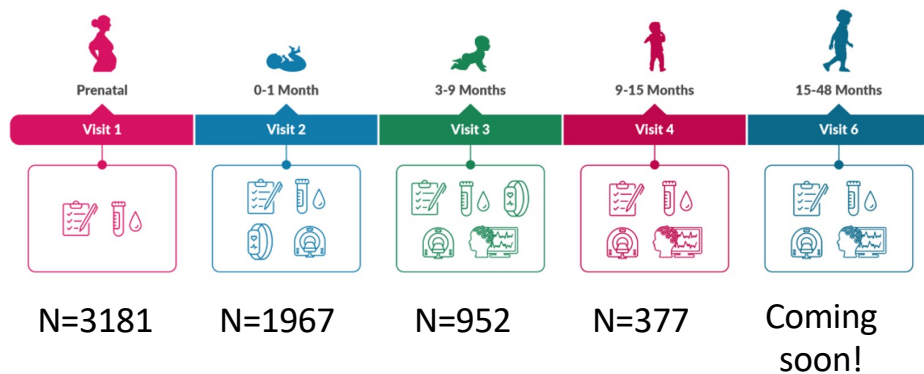 Prenatal
0-1 Month
3-9 Months
9-15 Months
15-48 Months
Visit 1
Visit 2
Visit 3
Visit 4
Visit 6
N=3181
N=1967
N=952
N=377
Coming
soon!